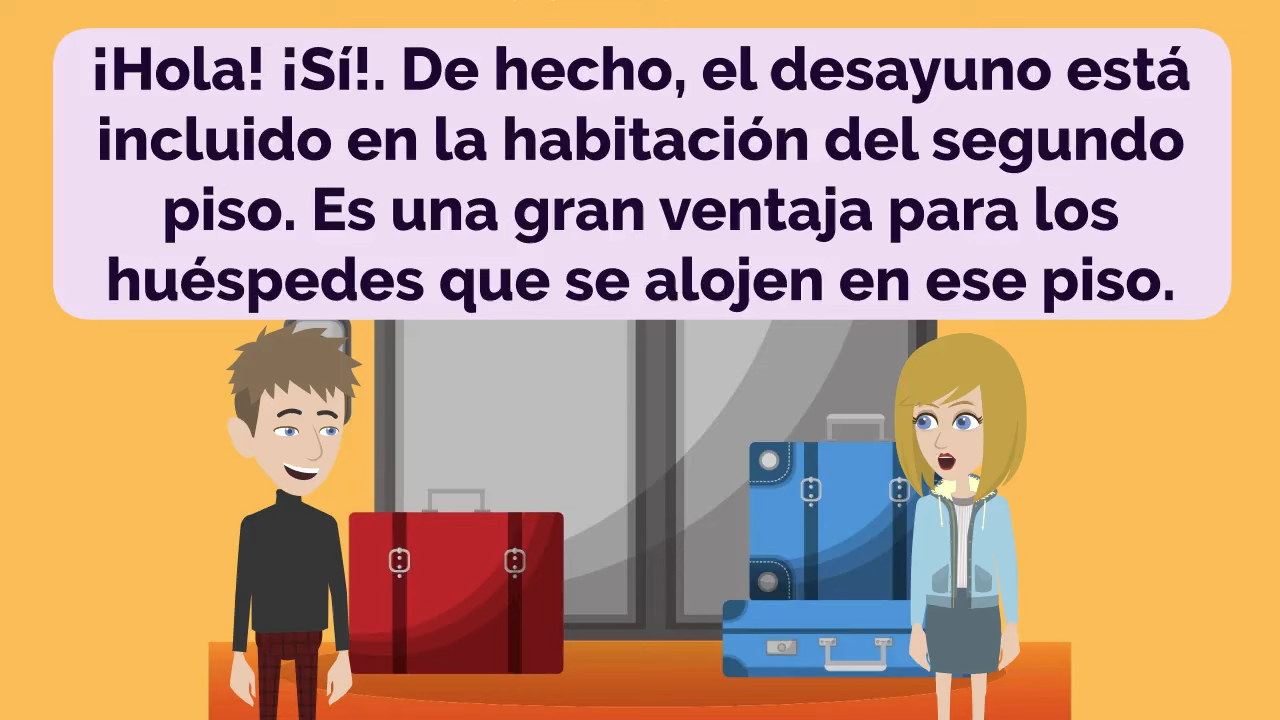 ¡Hola! ¡Sí!. De hecho, el desayuno está
incluido en la habitación del segundo
piso. Es una gran ventaja para los
huéspedes que se alojen en ese piso.